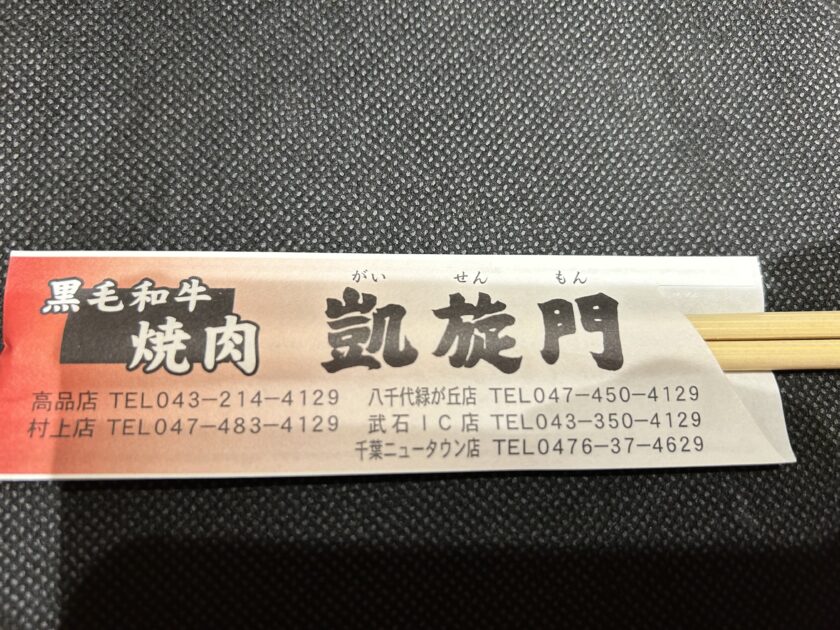 黒毛和牛
焼肉
がい せん もん
凱旋門
高品店 TEL043-214-4129
村上店 TEL047-483-4129
八千代緑が丘店 TEL047-450-4129
武石IC店 TEL043-350-4129
千葉ニュータウン店 TEL0476-37-4629